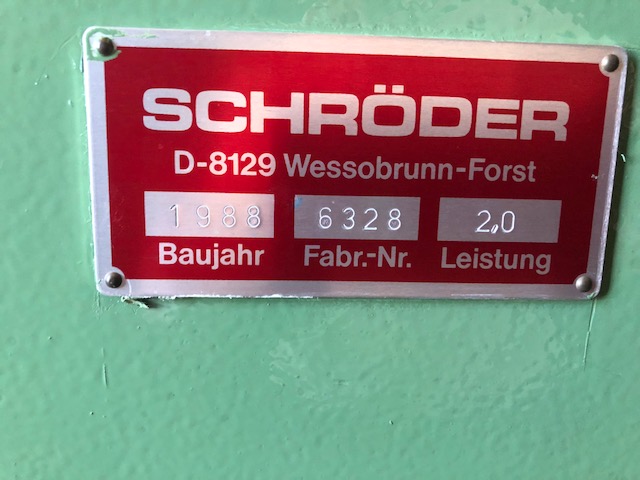 SCHRÖDER
D-8129 Wessobrunn-Forst
1988 6328 2,0
Baujahr Fabr.-Nr. Leistung